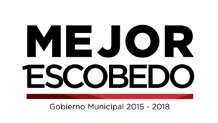 MEJOR
ESCOBEDO
Gobierno Municipal 2015 - 2018